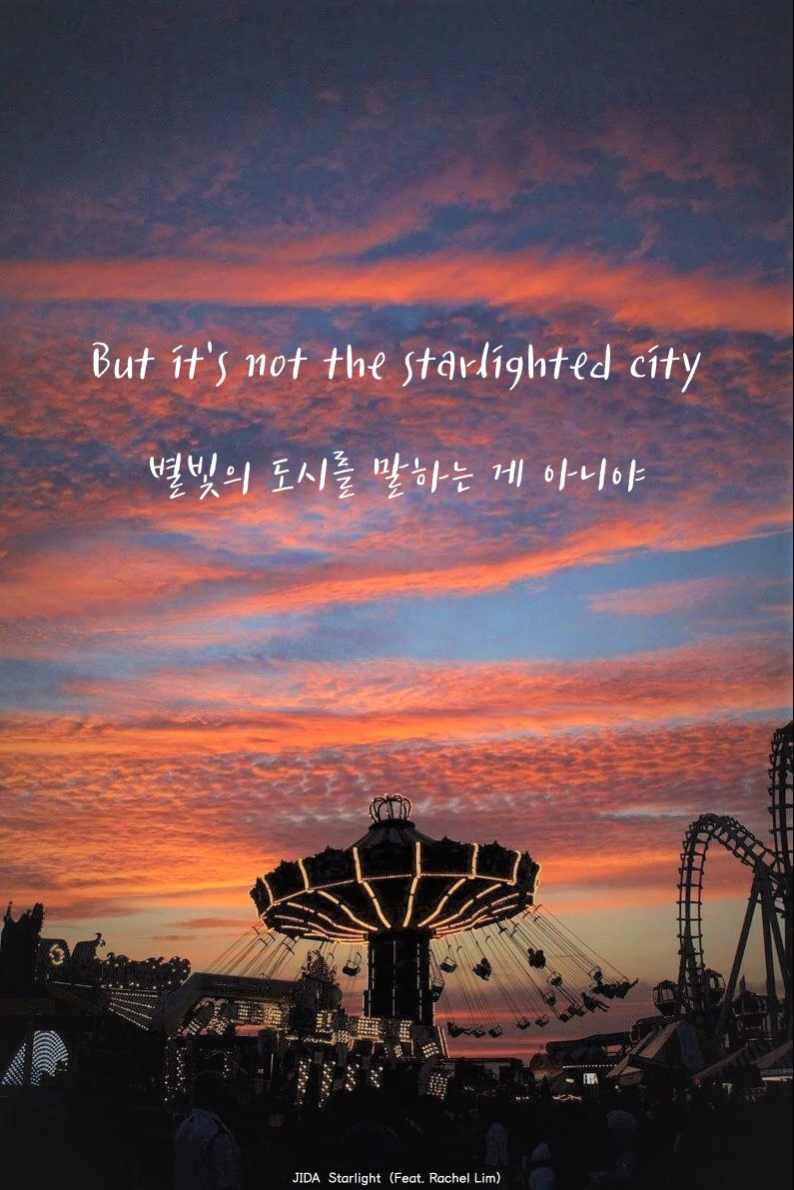 But it's not the starlighted city
별빛의 도시를 말하는 게 아니야
JIDA Starlight (Feat. Rachel Lim)